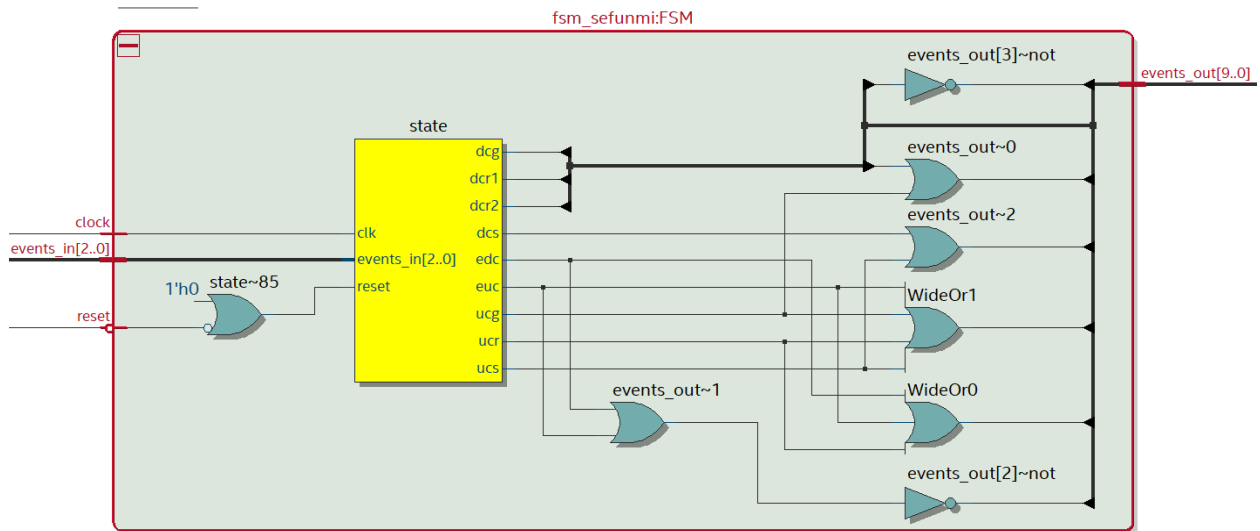 fsm_sefunmi:FSM
events_out[3]~not
events_out[9..0]
state
events_out~0
dcg
dcr1
dcr2
events_out~2
clock
clk
dcs
events_in[2..0]
events_in[2..0]
edc
1'h0
state~85
reset
euc
WideOr1
reset
ucg
ucr
ucs
events_out~1
WideOr0
events_out[2]~not